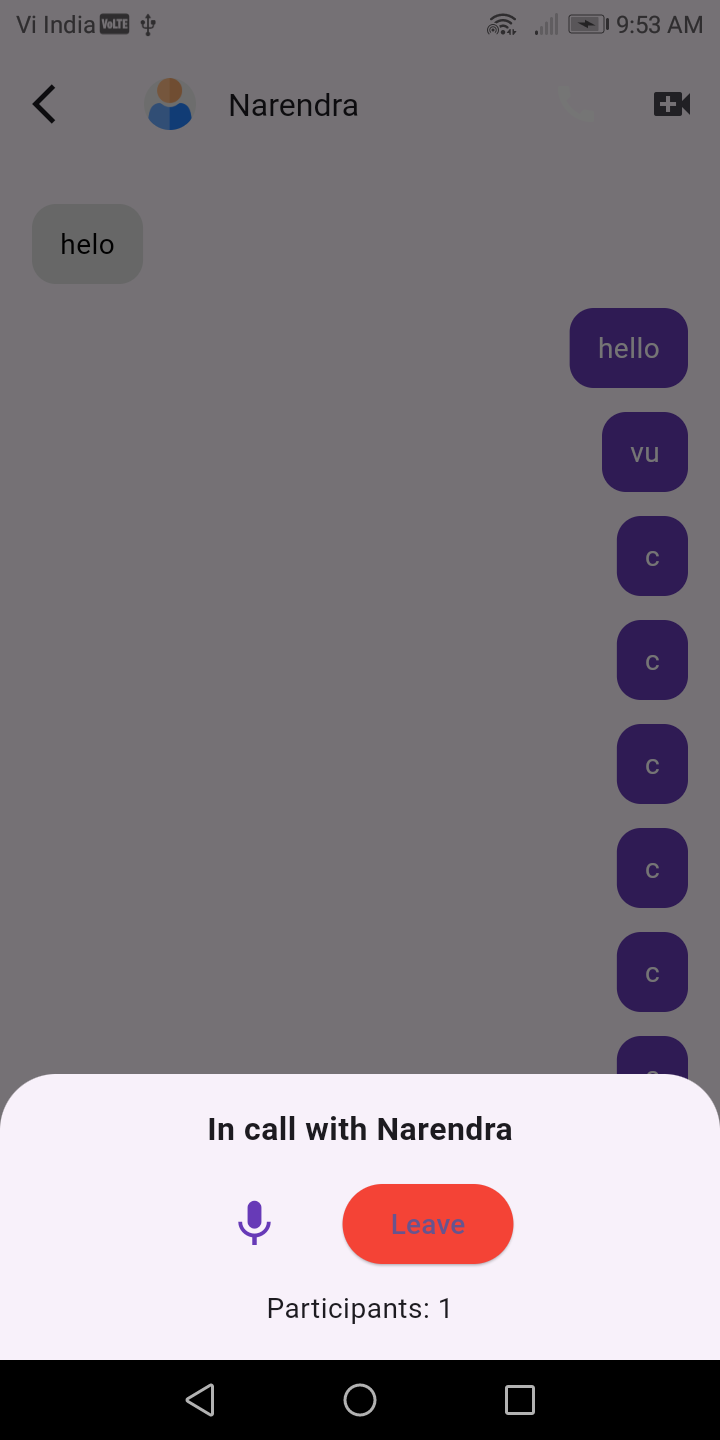 Vi India VoLTE 9:53 AM
Narendra
helo
hello
vu
c
c
c
c
c
In call with Narendra
Leave
Participants: 1